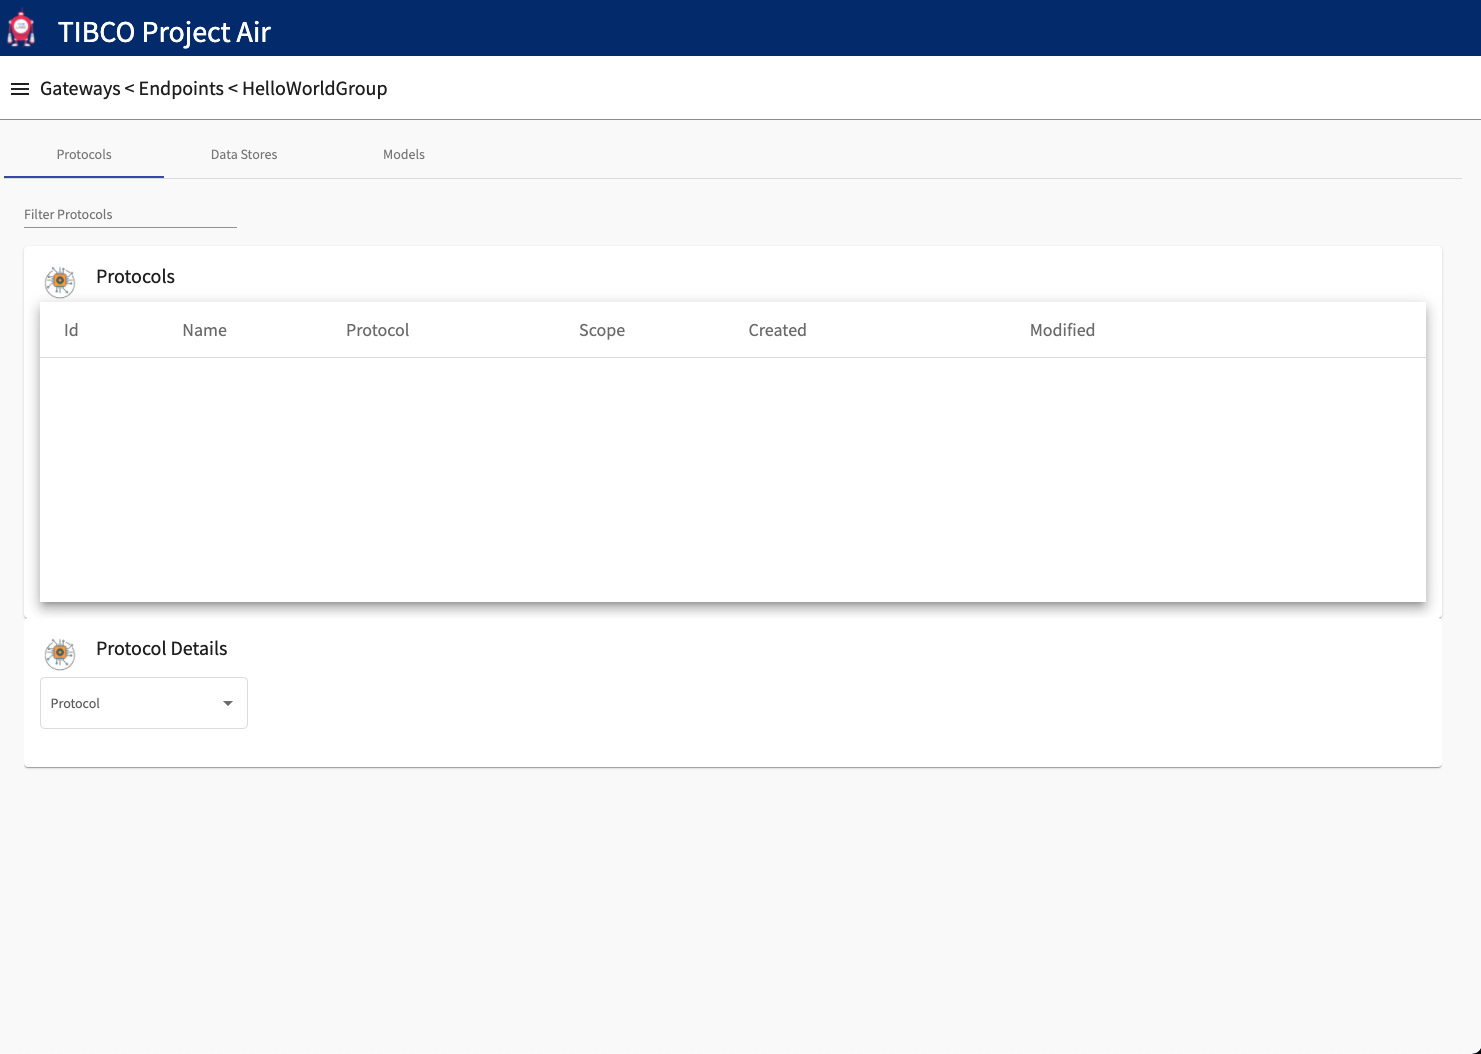 TIBCO Project Air
Gateways < Endpoints < HelloWorldGroup
Protocols Data Stores Models
Filter Protocols
Protocols
Id Name Protocol Scope Created Modified
Protocol Details
Protocol